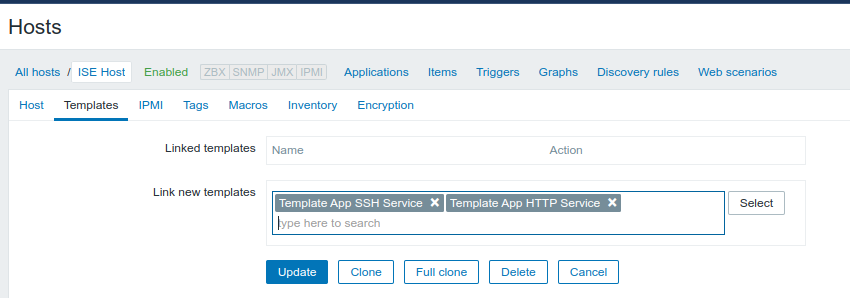 Hosts
All hosts / ISE Host Enabled ZBX SNMP JMX IPMI Applications Items Triggers Graphs Discovery rules Web scenarios
Host Templates IPMI Tags Macros Inventory Encryption
Linked templates Name Action
Link new templates Template App SSH Service Template App HTTP Service Select
type here to search
Update Clone Full clone Delete Cancel